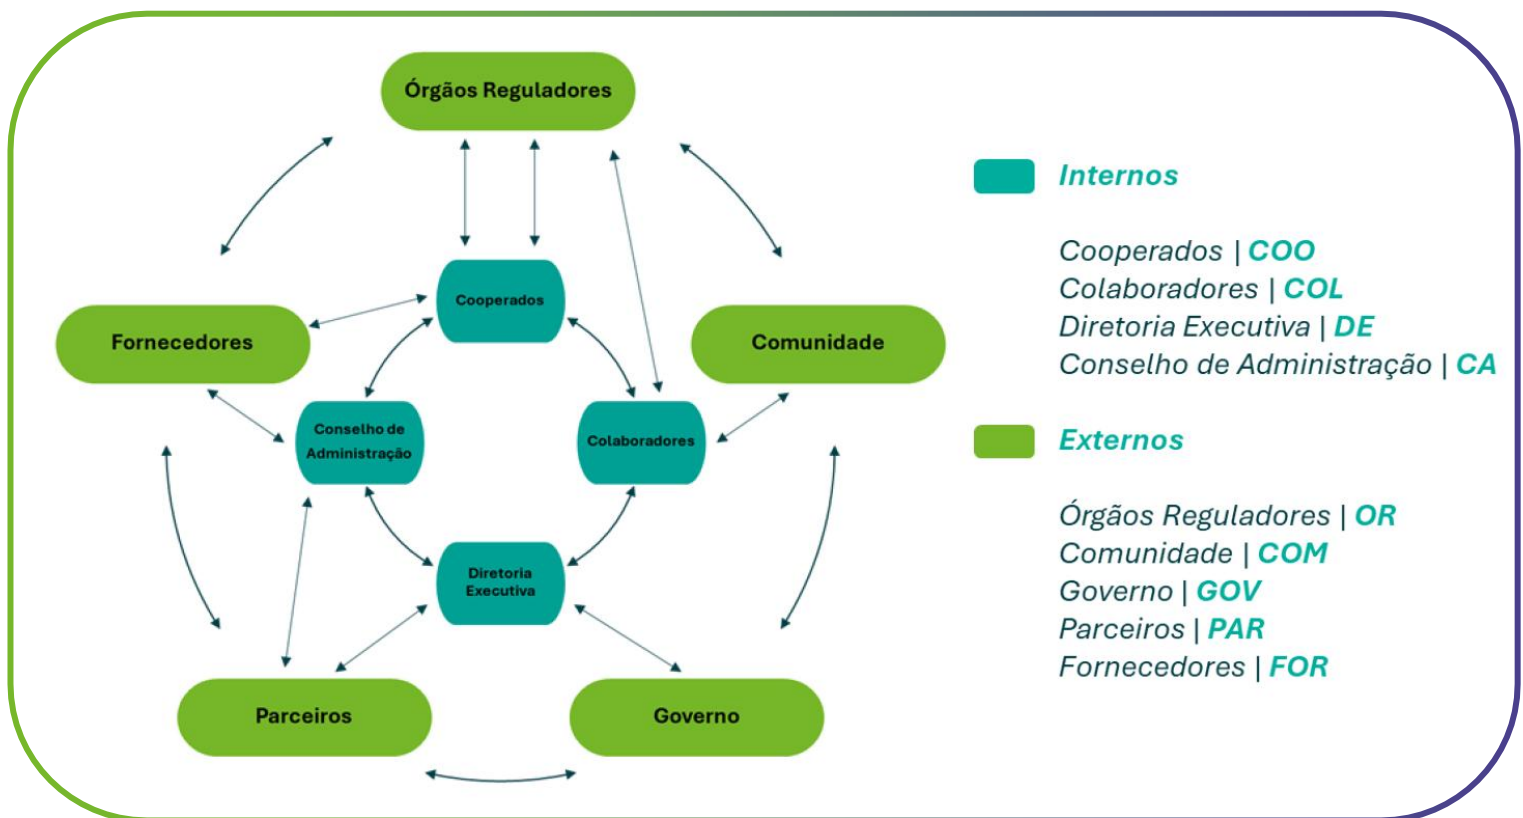 Órgãos Reguladores
Cooperados
Fornecedores
Comunidade
Conselho de
Administração
Colaboradores
Diretoria
Executiva
Parceiros
Governo
Internos
Cooperados | COO
Colaboradores | COL
Diretoria Executiva | DE
Conselho de Administração | CA
Externos
Órgãos Reguladores | OR
Comunidade | COM
Governo | GOV
Parceiros | PAR
Fornecedores | FOR